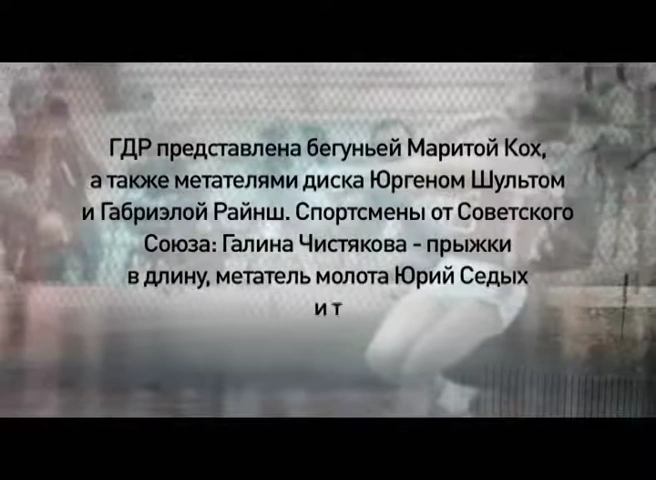 ГДР представлена бегуньей Маритой Кох,
а также метателями диска Юргеном Шультом
и Габриэлой Райнш. Спортсмены от Советского
Союза: Галина Чистякова - прыжки
в длину, метатель молота Юрий Седых
и т